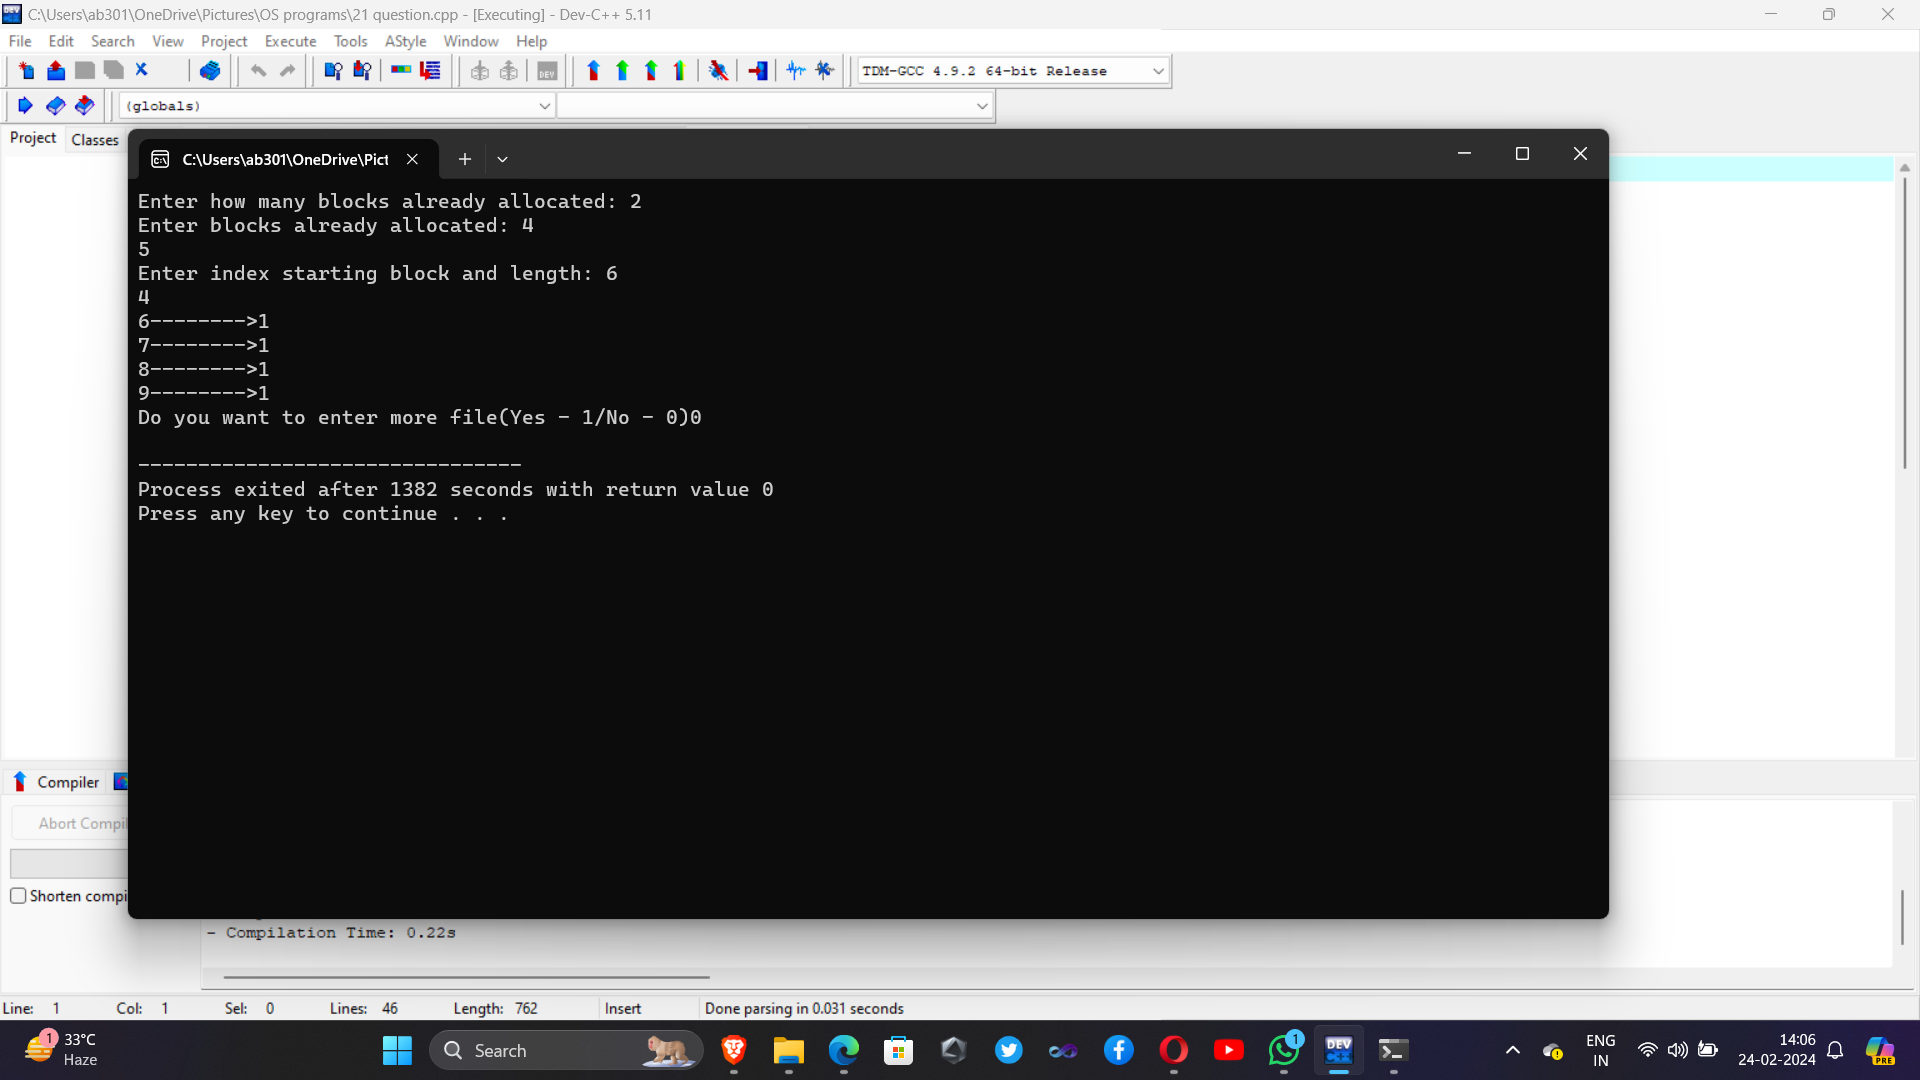 C:\Users\ab301\OneDrive\Pictures\OS programs\21 question.cpp - [Executing] - Dev-C++ 5.11
File Edit Search View Project Execute Tools AStyle Window Help
TDM-GCC 4.9.2 64-bit Release
(globals)
Project Classes
C:\Users\ab301\OneDrive\Pict
Enter how many blocks already allocated: 2
Enter blocks already allocated: 4
5
Enter index starting block and length: 6
4
6-------->1
7-------->1
8-------->1
9-------->1
Do you want to enter more file(Yes - 1/No - 0)0
--------------------------------
Process exited after 1382 seconds with return value 0
Press any key to continue . . .
Compiler
Abort Compil
Shorten compi
- Compilation Time: 0.22s
Line: 1 Col: 1 Sel: 0 Lines: 46 Length: 762 Insert Done parsing in 0.031 seconds
1 33°C
Haze
Search
DEV
1
ENG
IN
14:06
24-02-2024
PRE